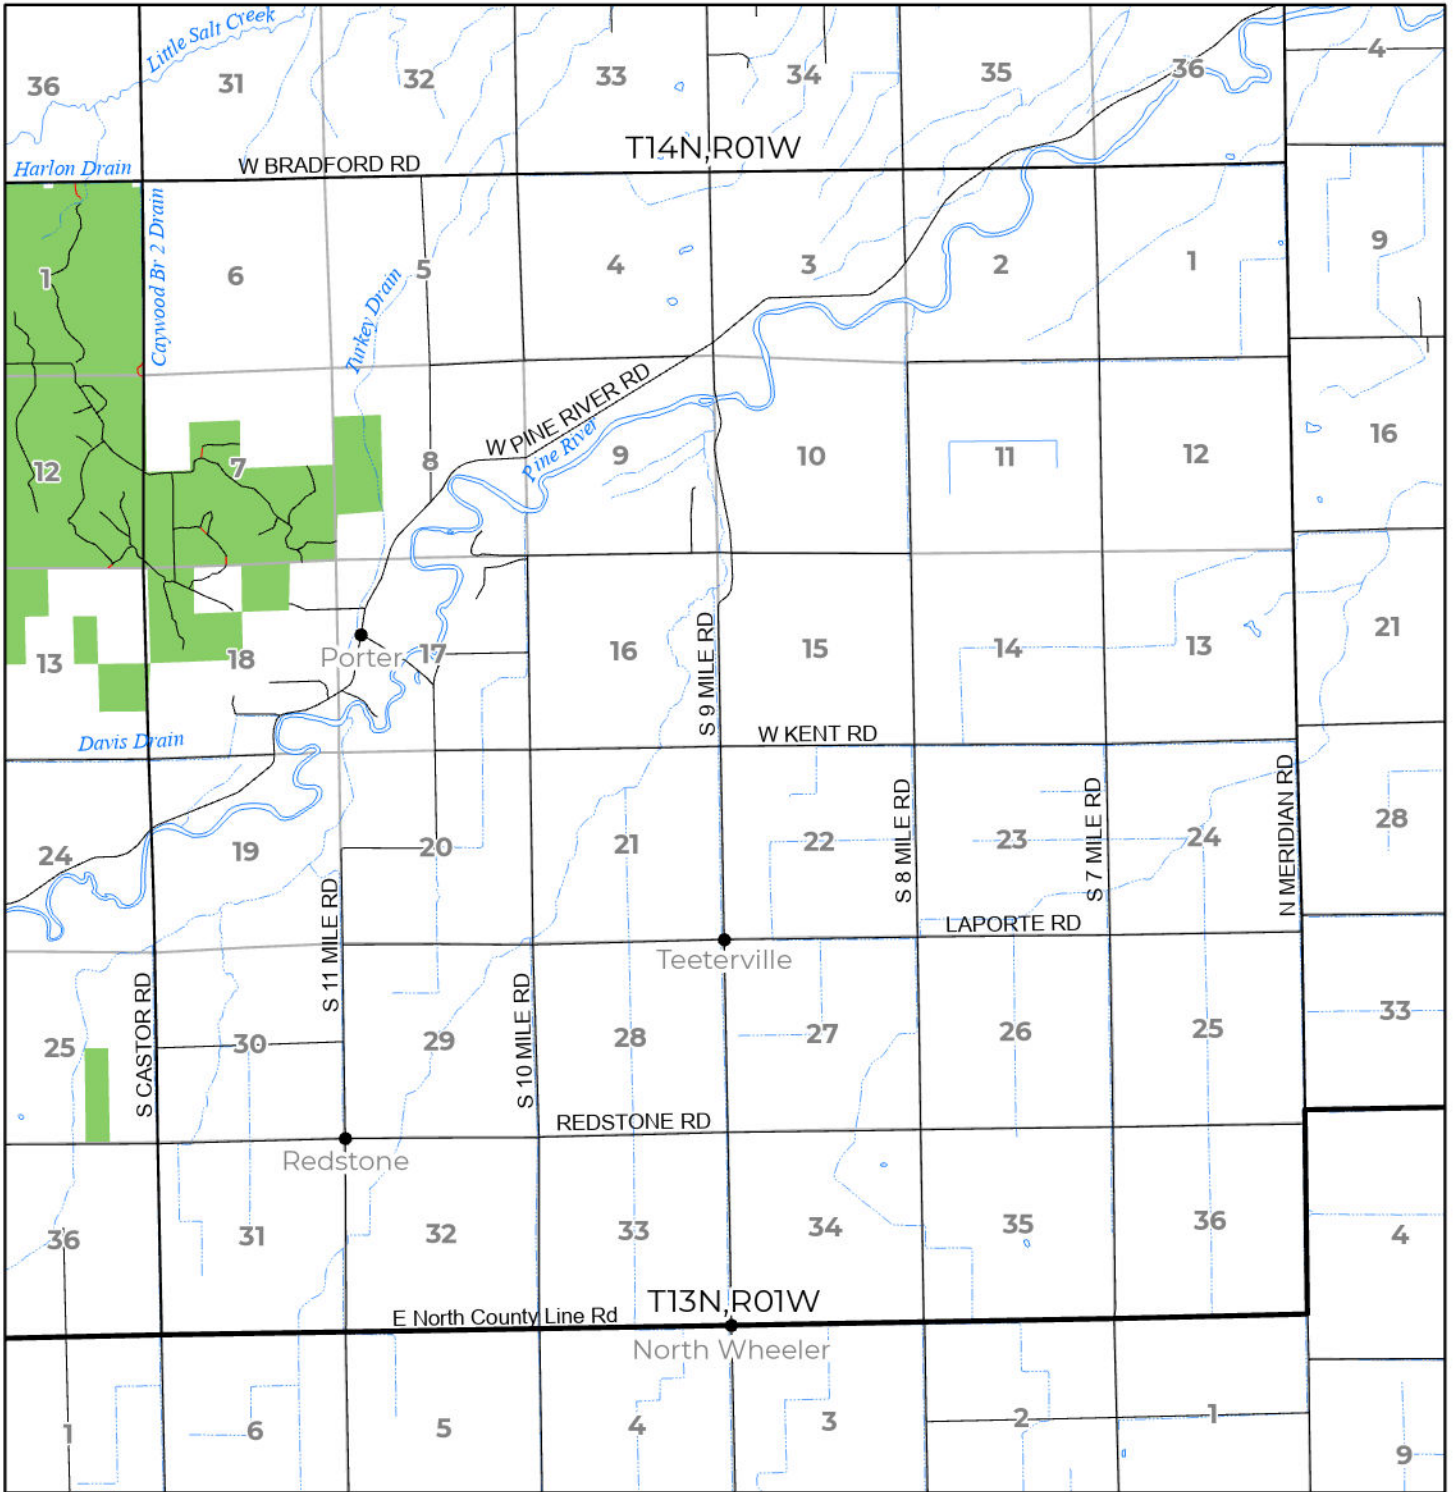 Little Salt Creek
36
31
32
33
34
35
36
4
T14N,R01W
Harlon Drain
W BRADFORD RD
Caywood Br 2 Drain
1
6
5
4
3
2
1
9
Turkey Drain
W PINE RIVER RD
Pine River
12
7
8
9
10
11
12
16
S 9 MILE RD
13
18
Porter
17
16
15
14
13
21
Davis Drain
W KENT RD
S 8 MILE RD
S 7 MILE RD
N MERIDIAN RD
24
19
20
21
22
23
24
28
S 11 MILE RD
LAPORTE RD
Teeterville
S CASTOR RD
S 10 MILE RD
25
30
29
28
27
26
25
33
REDSTONE RD
Redstone
36
31
32
33
34
35
36
4
T13N,R01W
E North County Line Rd
North Wheeler
1
6
5
4
3
2
1
9